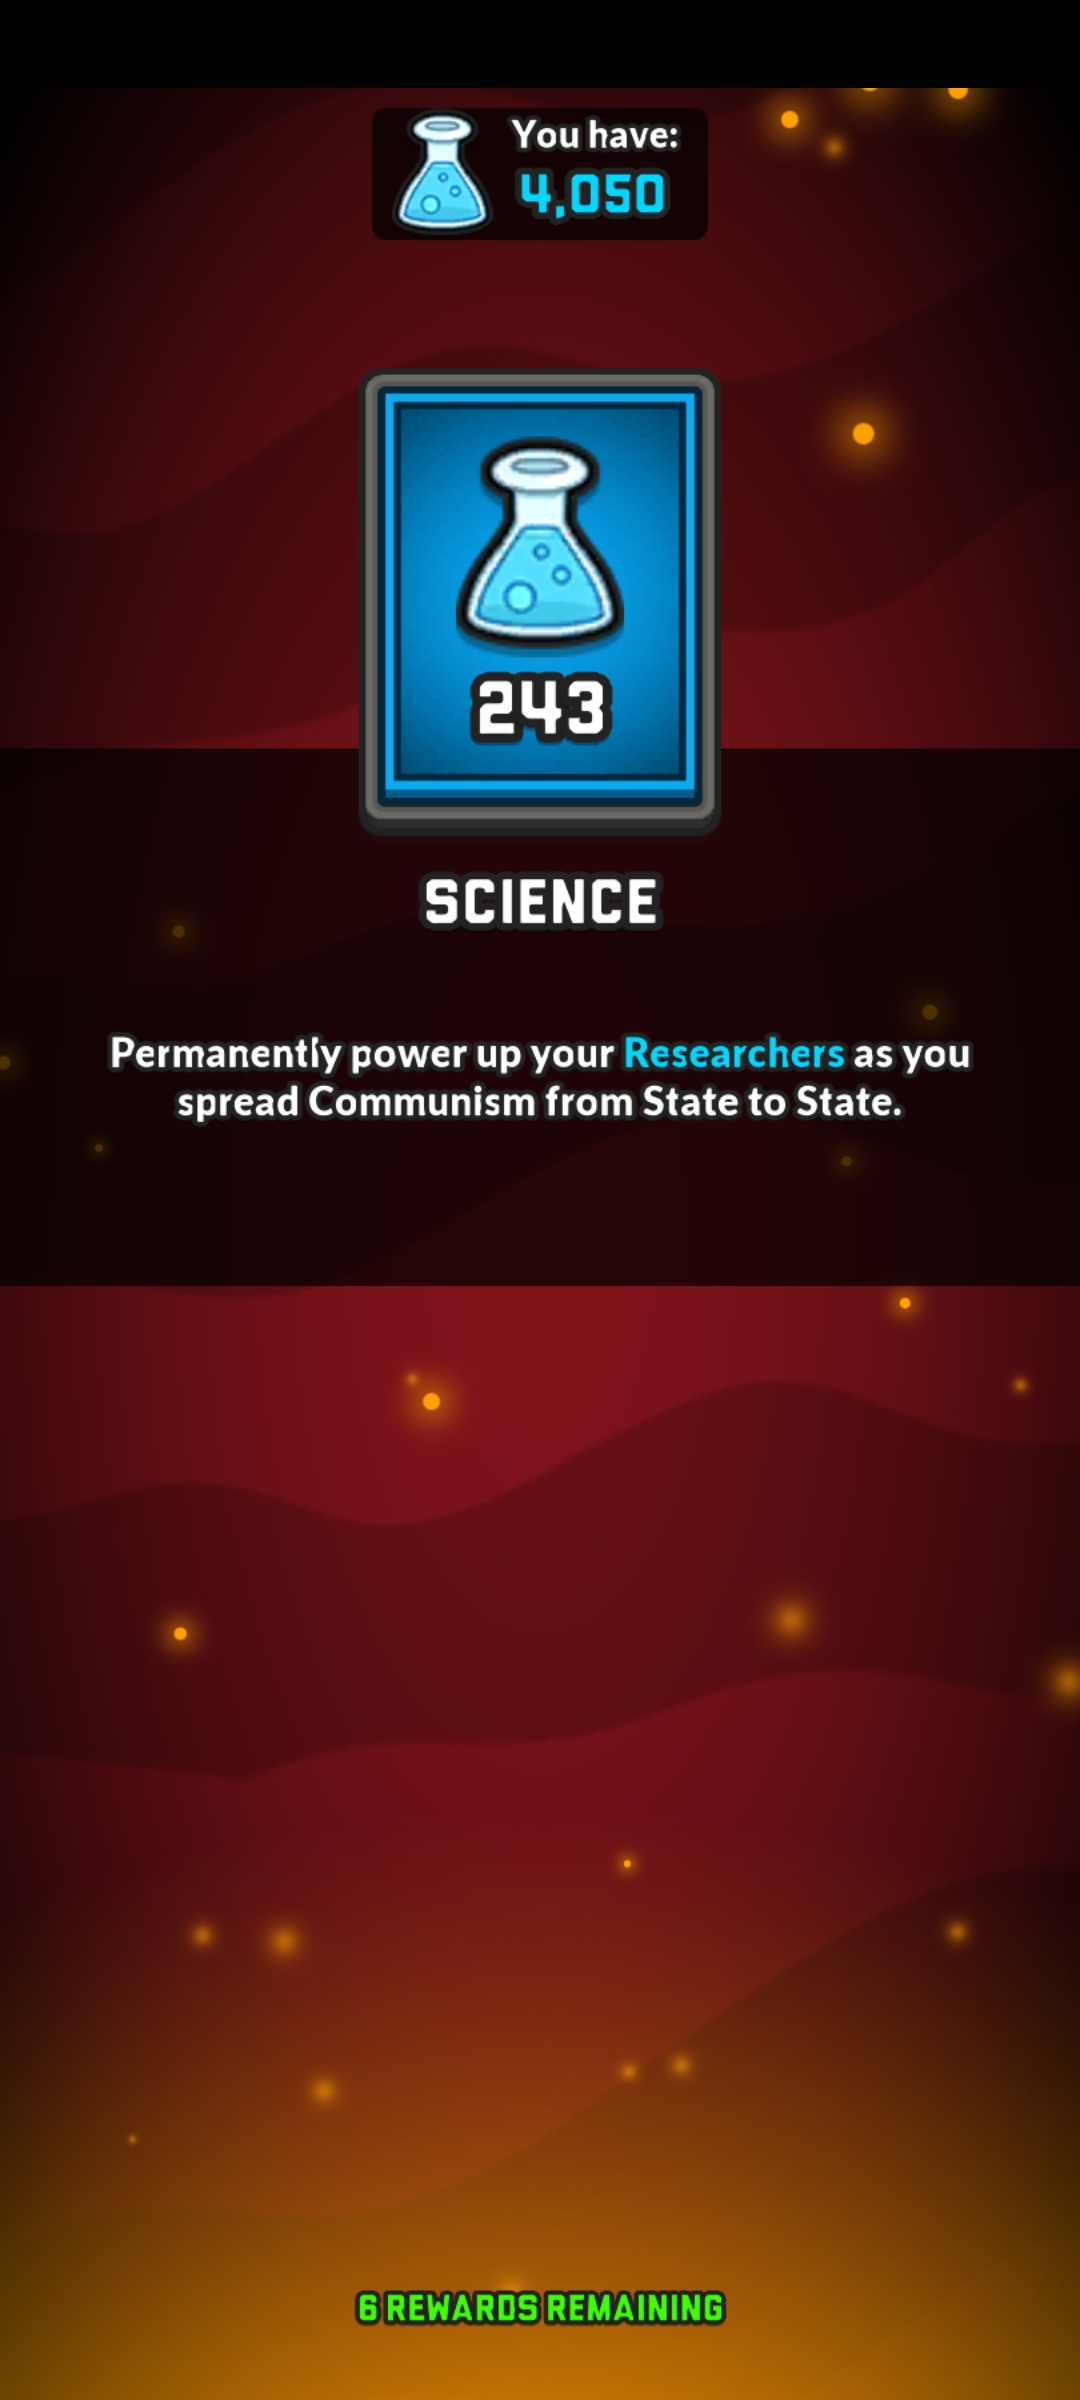 You have:
4,050
243
SCIENCE
Permanently power up your Researchers as you
spread Communism from State to State.
6 REWARDS REMAINING